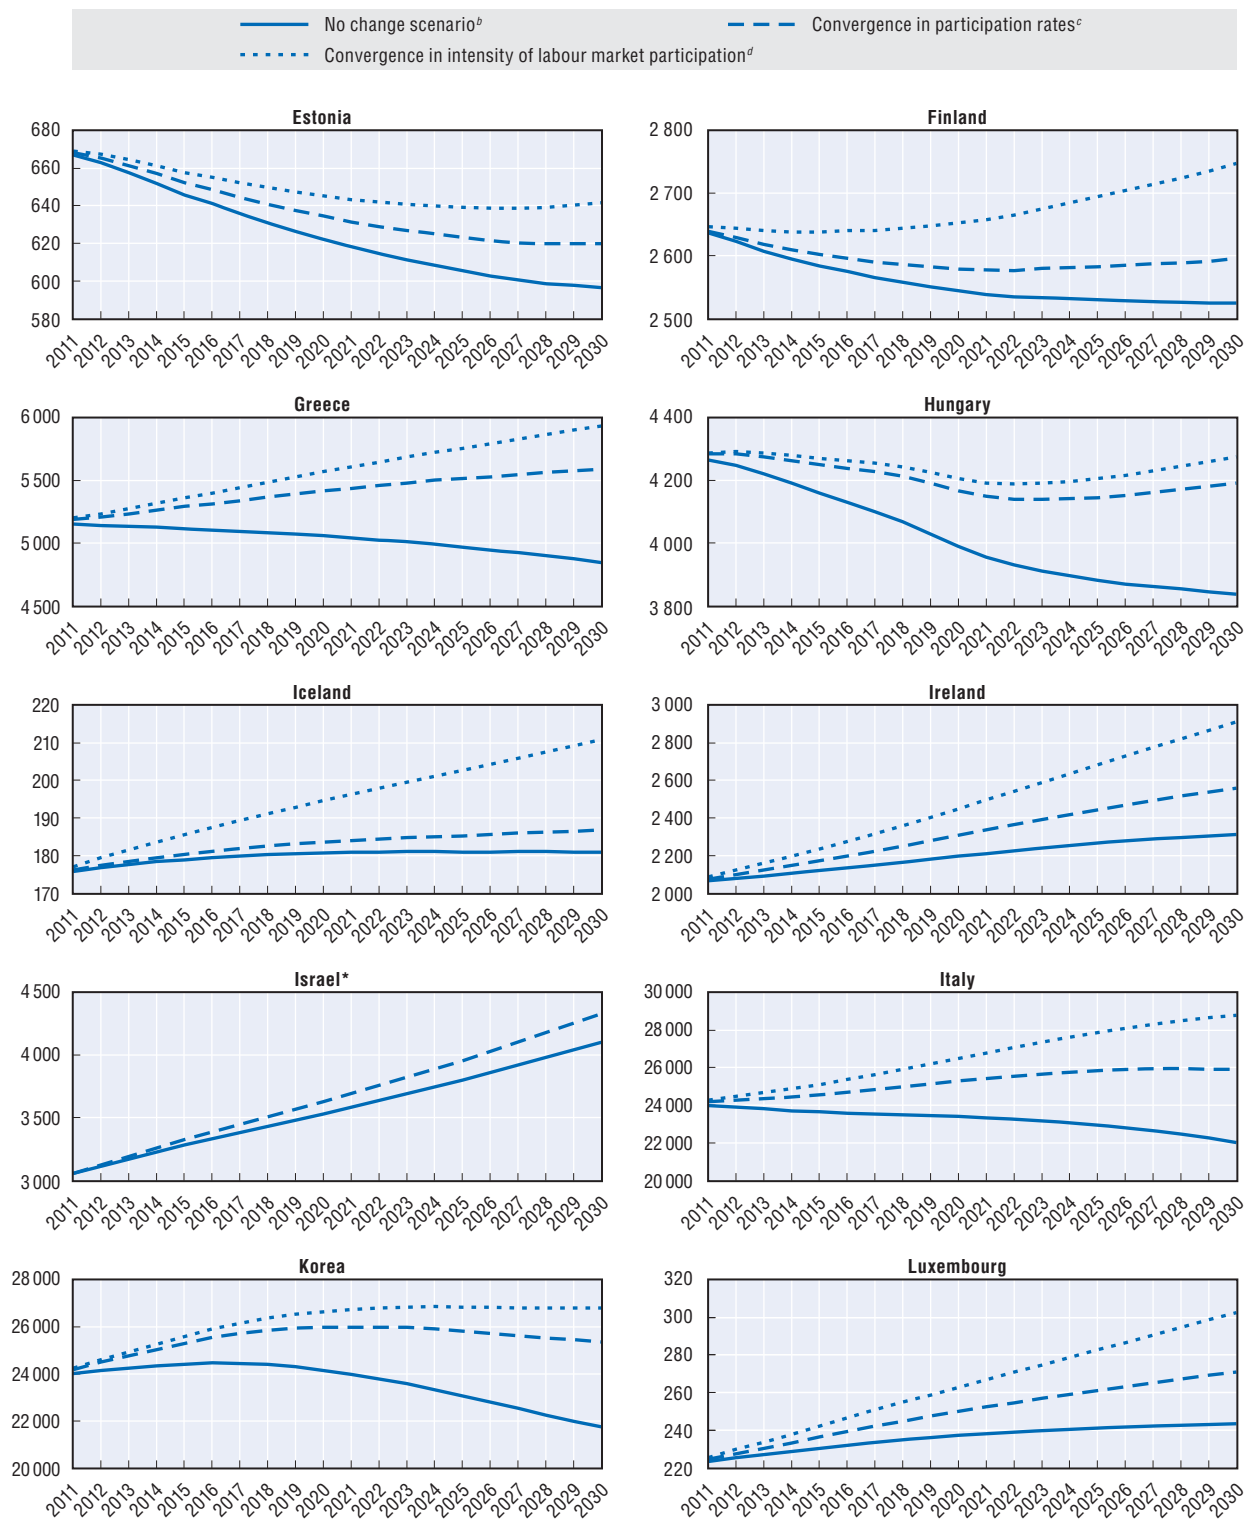 No change scenariob
Convergence in participation ratesc
Convergence in intensity of labour market participationd
Estonia
680
660
640
620
600
580
2011 2012 2013 2014 2015 2016 2017 2018 2019 2020 2021 2022 2023 2024 2025 2026 2027 2028 2029 2030
Finland
2 800
2 700
2 600
2 500
2011 2012 2013 2014 2015 2016 2017 2018 2019 2020 2021 2022 2023 2024 2025 2026 2027 2028 2029 2030
Greece
6 000
5 500
5 000
4 500
2011 2012 2013 2014 2015 2016 2017 2018 2019 2020 2021 2022 2023 2024 2025 2026 2027 2028 2029 2030
Hungary
4 400
4 200
4 000
3 800
2011 2012 2013 2014 2015 2016 2017 2018 2019 2020 2021 2022 2023 2024 2025 2026 2027 2028 2029 2030
Iceland
220
210
200
190
180
170
2011 2012 2013 2014 2015 2016 2017 2018 2019 2020 2021 2022 2023 2024 2025 2026 2027 2028 2029 2030
Ireland
3 000
2 800
2 600
2 400
2 200
2 000
2011 2012 2013 2014 2015 2016 2017 2018 2019 2020 2021 2022 2023 2024 2025 2026 2027 2028 2029 2030
Israel*
4 500
4 000
3 500
3 000
2011 2012 2013 2014 2015 2016 2017 2018 2019 2020 2021 2022 2023 2024 2025 2026 2027 2028 2029 2030
Italy
30 000
28 000
26 000
24 000
22 000
20 000
2011 2012 2013 2014 2015 2016 2017 2018 2019 2020 2021 2022 2023 2024 2025 2026 2027 2028 2029 2030
Korea
28 000
26 000
24 000
22 000
20 000
2011 2012 2013 2014 2015 2016 2017 2018 2019 2020 2021 2022 2023 2024 2025 2026 2027 2028 2029 2030
Luxembourg
320
300
280
260
240
220
2011 2012 2013 2014 2015 2016 2017 2018 2019 2020 2021 2022 2023 2024 2025 2026 2027 2028 2029 2030